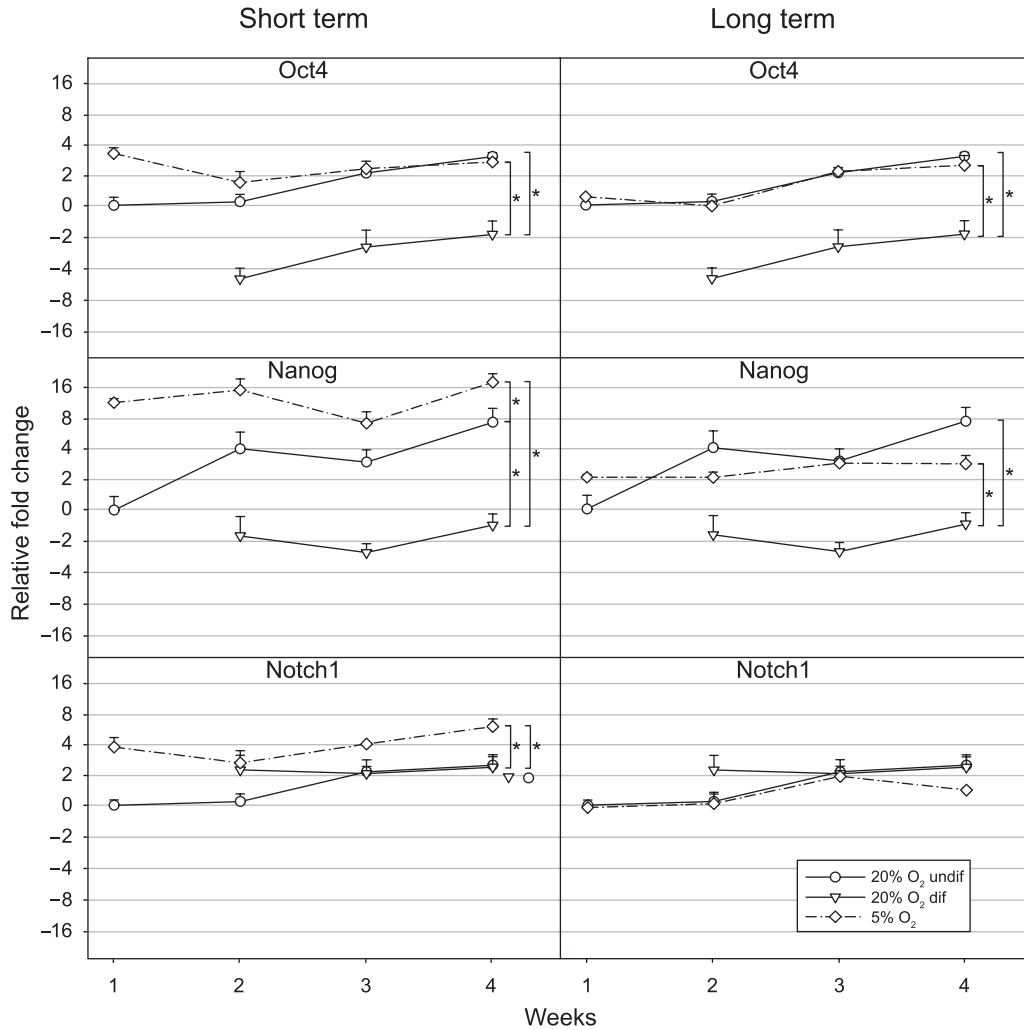 Short term Long term
Oct4 Oct4
16
8
4
2
0
–2
–4
–8
–16
* * * *
Nanog Nanog
16
8
4
2
0
–2
–4
–8
–16
* * * * *
Notch1 Notch1
16
8
4
2
0
–2
–4
–8
–16
* *
Relative fold change
20% O2 undif
20% O2 dif
5% O2
1 2 3 4 1 2 3 4
Weeks